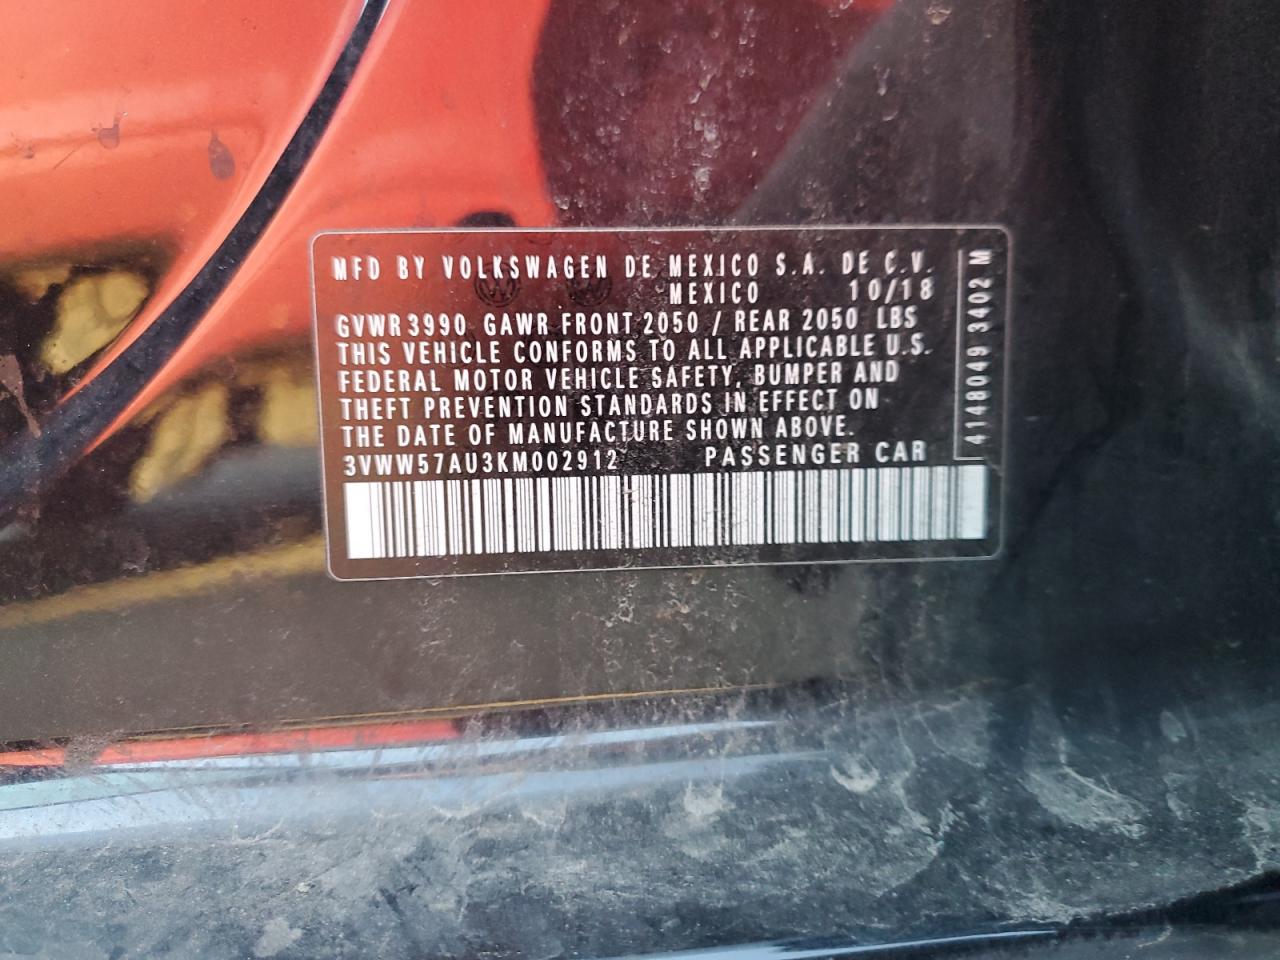 MFD BY VOLKSWAGEN DE MEXICO S.A. DE C.V.
MEXICO 10/18
GVWR 3990 GAWR FRONT 2050 / REAR 2050 LBS
THIS VEHICLE CONFORMS TO ALL APPLICABLE U.S.
FEDERAL MOTOR VEHICLE SAFETY, BUMPER AND
THEFT PREVENTION STANDARDS IN EFFECT ON
THE DATE OF MANUFACTURE SHOWN ABOVE.
3VWW57AU3KM002912 PASSENGER CAR
4148049 3402 M